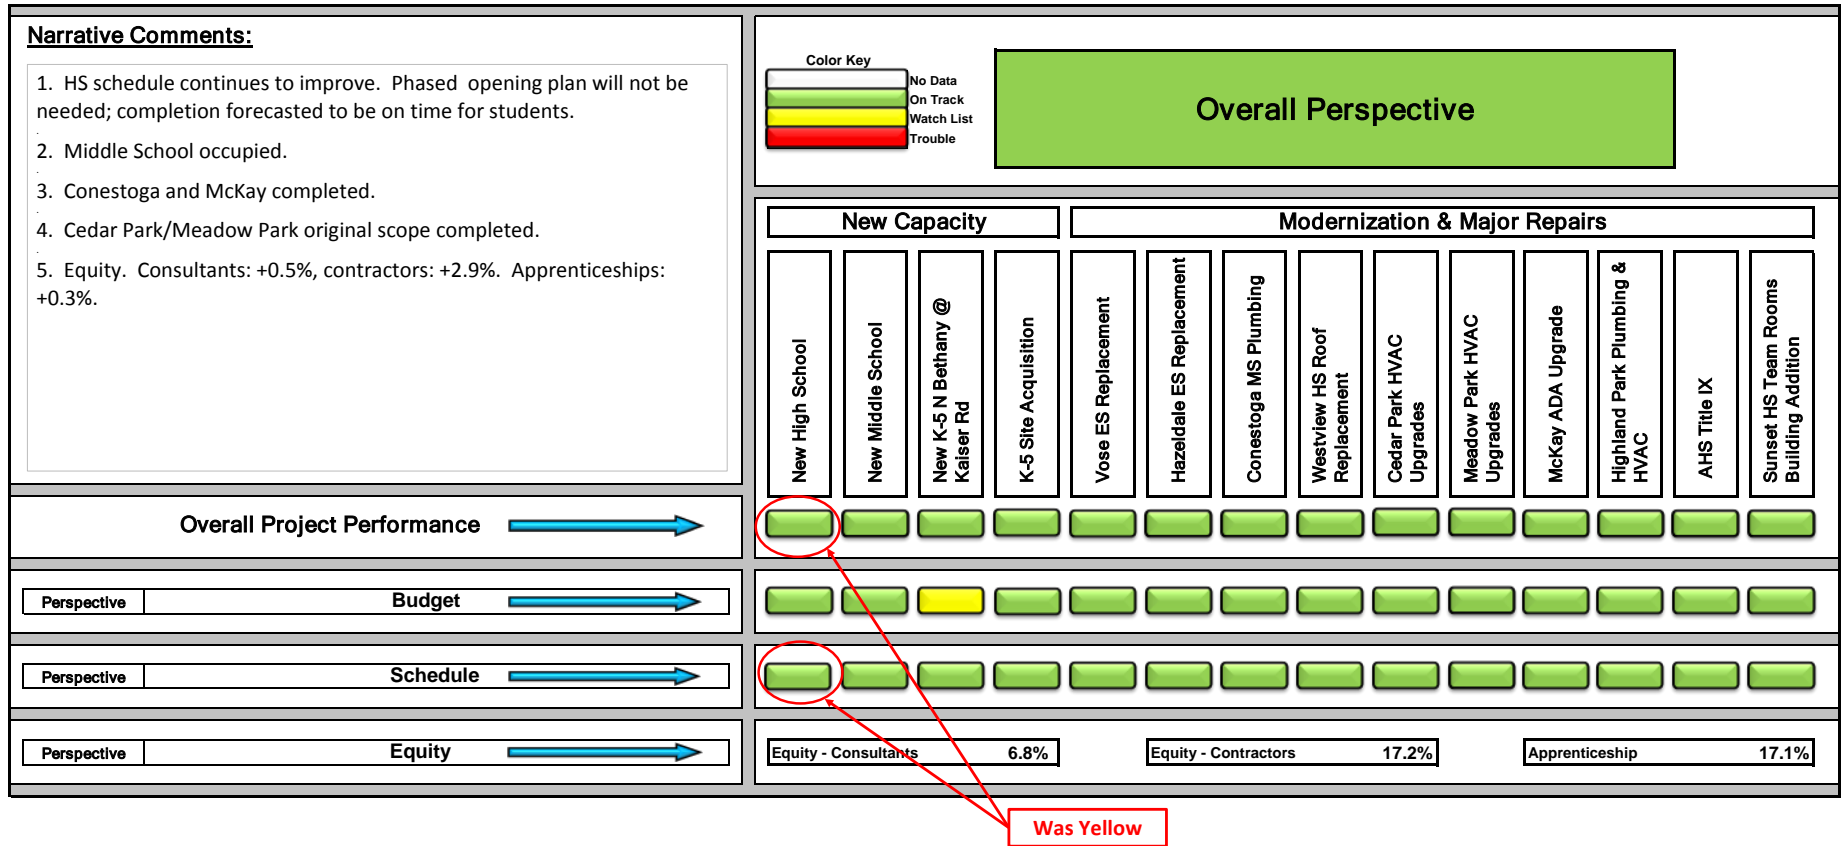 Narrative Comments:
1.  HS schedule continues to improve.  Phased  opening plan will not be
needed; completion forecasted to be on time for students.
.
2.  Middle School occupied.
.
3.  Conestoga and McKay completed.
.
4.  Cedar Park/Meadow Park original scope completed.
.
5.  Equity.  Consultants: +0.5%, contractors: +2.9%.  Apprenticeships:
+0.3%.
Color Key
No Data
On Track
Watch List
Trouble
Overall Perspective
New Capacity
Modernization & Major Repairs
New High School
New Middle School
New K-5 N Bethany @
Kaiser Rd
K-5 Site Acquisition
Vose ES Replacement
Hazeldale ES Replacement
Conestoga MS Plumbing
Westview HS Roof
Replacement
Cedar Park HVAC
Upgrades
Meadow Park HVAC
Upgrades
McKay ADA Upgrade
Highland Park Plumbing &
HVAC
AHS Title IX
Sunset HS Team Rooms
Building Addition
Overall Project Performance
Perspective
Budget
Perspective
Schedule
Perspective
Equity
Equity - Consultants 6.8%
Equity - Contractors 17.2%
Apprenticeship 17.1%
Was Yellow